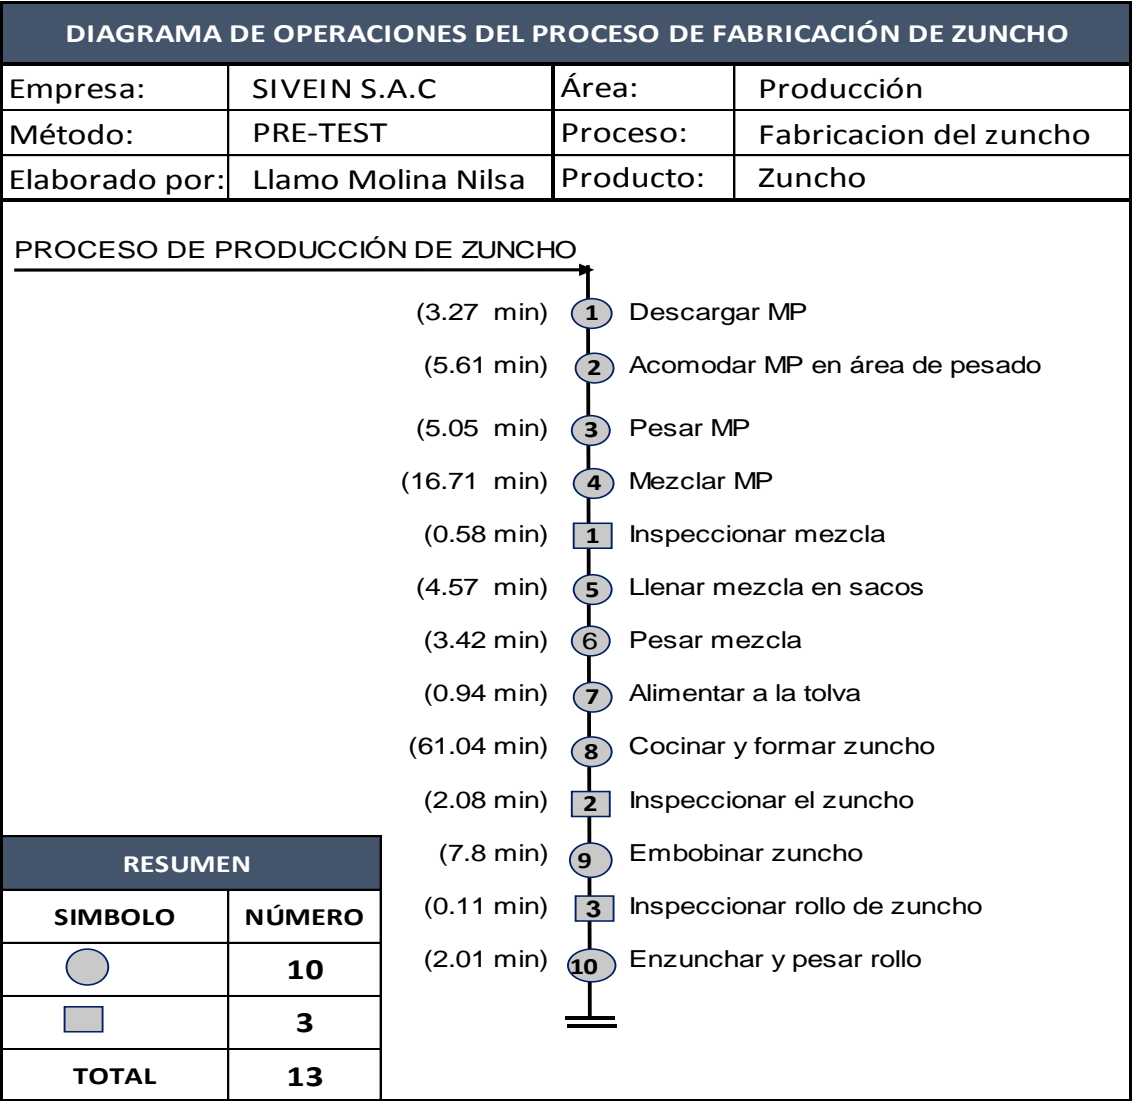 DIAGRAMA DE OPERACIONES DEL PROCESO DE FABRICACIÓN DE ZUNCHO
Empresa: SIVEIN S.A.C Área: Producción
Método: PRE-TEST Proceso: Fabricacion del zuncho
Elaborado por: Llamo Molina Nilsa Producto: Zuncho
PROCESO DE PRODUCCIÓN DE ZUNCHO
(3.27 min) 1 Descargar MP
(5.61 min) 2 Acomodar MP en área de pesado
(5.05 min) 3 Pesar MP
(16.71 min) 4 Mezclar MP
(0.58 min) 1 Inspeccionar mezcla
(4.57 min) 5 Llenar mezcla en sacos
(3.42 min) 6 Pesar mezcla
(0.94 min) 7 Alimentar a la tolva
(61.04 min) 8 Cocinar y formar zuncho
(2.08 min) 2 Inspeccionar el zuncho
(7.8 min) 9 Embobinar zuncho
(0.11 min) 3 Inspeccionar rollo de zuncho
(2.01 min) 10 Enzunchar y pesar rollo
RESUMEN
SIMBOLO NÚMERO
10
3
TOTAL 13